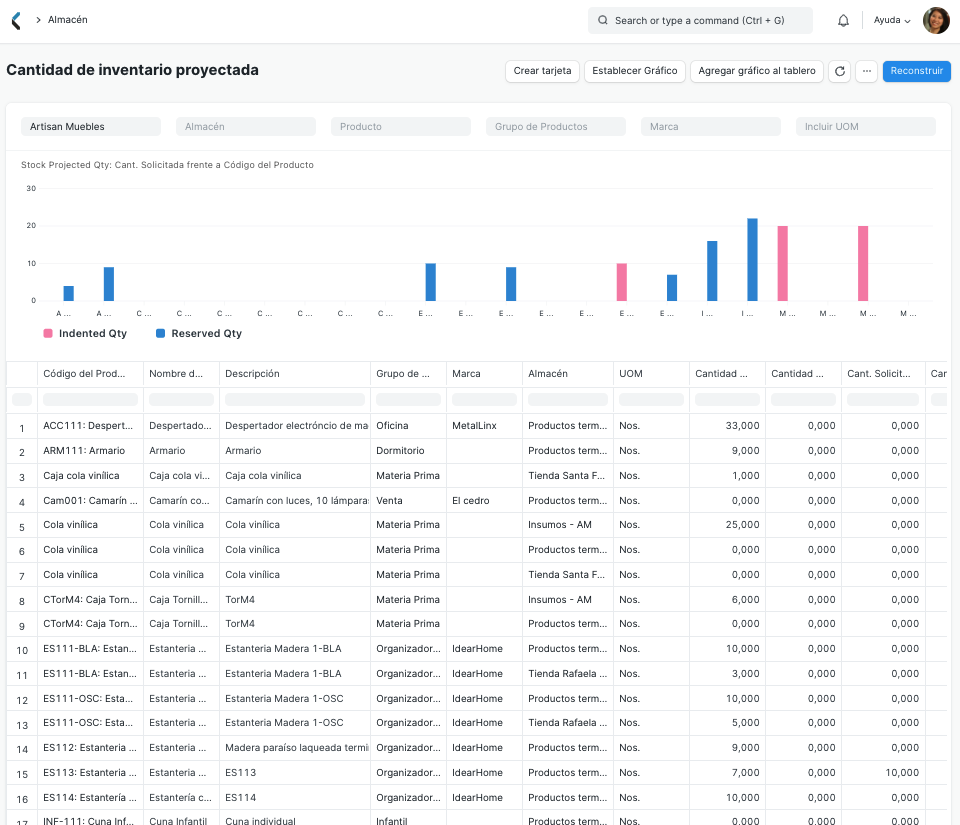 Almacén
Search or type a command (Ctrl + G)
Ayuda
Cantidad de inventario proyectada
Crear tarjeta
Establecer Gráfico
Agregar gráfico al tablero
...
Reconstruir
Artisan Muebles
Almacén
Producto
Grupo de Productos
Marca
Incluir UOM
Stock Projected Qty: Cant. Solicitada frente a Código del Producto
30
20
10
0
A ... A ... C ... C ... C ... C ... C ... C ... C ... E ... E ... E ... E ... E ... E ... E ... I ... I ... M ... M ... M ... M ...
Indented Qty Reserved Qty
Código del Prod... Nombre d... Descripción Grupo de ... Marca Almacén UOM Cantidad ... Cantidad ... Cant. Solicit... Car
1 ACC111: Despert... Despertado... Despertador electróncio de ma Oficina MetalLinx Productos term... Nos. 33,000 0,000 0,000
2 ARM111: Armario Armario Armario Dormitorio Productos term... Nos. 9,000 0,000 0,000
3 Caja cola vinílica Caja cola vi... Caja cola vinílica Materia Prima Tienda Santa F... Nos. 1,000 0,000 0,000
4 Cam001: Camarín ... Camarín co... Camarín con luces, 10 lámparas Venta El cedro Productos term... Nos. 0,000 0,000 0,000
5 Cola vinílica Cola vinílica Cola vinílica Materia Prima Insumos - AM Nos. 25,000 0,000 0,000
6 Cola vinílica Cola vinílica Cola vinílica Materia Prima Productos term... Nos. 0,000 0,000 0,000
7 Cola vinílica Cola vinílica Cola vinílica Materia Prima Tienda Santa F... Nos. 0,000 0,000 0,000
8 CTorM4: Caja Torn... Caja Tornill... TorM4 Materia Prima Insumos - AM Nos. 6,000 0,000 0,000
9 CTorM4: Caja Torn... Caja Tornill... TorM4 Materia Prima Productos term... Nos. 0,000 0,000 0,000
10 ES111-BLA: Estan... Estanteria ... Estanteria Madera 1-BLA Organizador... IdearHome Productos term... Nos. 10,000 0,000 0,000
11 ES111-BLA: Estan... Estanteria ... Estanteria Madera 1-BLA Organizador... IdearHome Tienda Rafaela ... Nos. 3,000 0,000 0,000
12 ES111-OSC: Esta... Estanteria ... Estanteria Madera 1-OSC Organizador... IdearHome Productos term... Nos. 10,000 0,000 0,000
13 ES111-OSC: Esta... Estanteria ... Estanteria Madera 1-OSC Organizador... IdearHome Tienda Rafaela ... Nos. 5,000 0,000 0,000
14 ES112: Estanteria ... Estanteria ... Madera paraíso laqueada termi Organizador... IdearHome Productos term... Nos. 9,000 0,000 0,000
15 ES113: Estanteria ... Estanteria ... ES113 Organizador... IdearHome Productos term... Nos. 7,000 0,000 10,000
16 ES114: Estantería ... Estantería c... ES114 Organizador... IdearHome Productos term... Nos. 10,000 0,000 0,000
17 INF-111: Cuna Inf... Cuna Infantil Cuna individual Infantil Productos term... Nos. 0,000 0,000 0,000